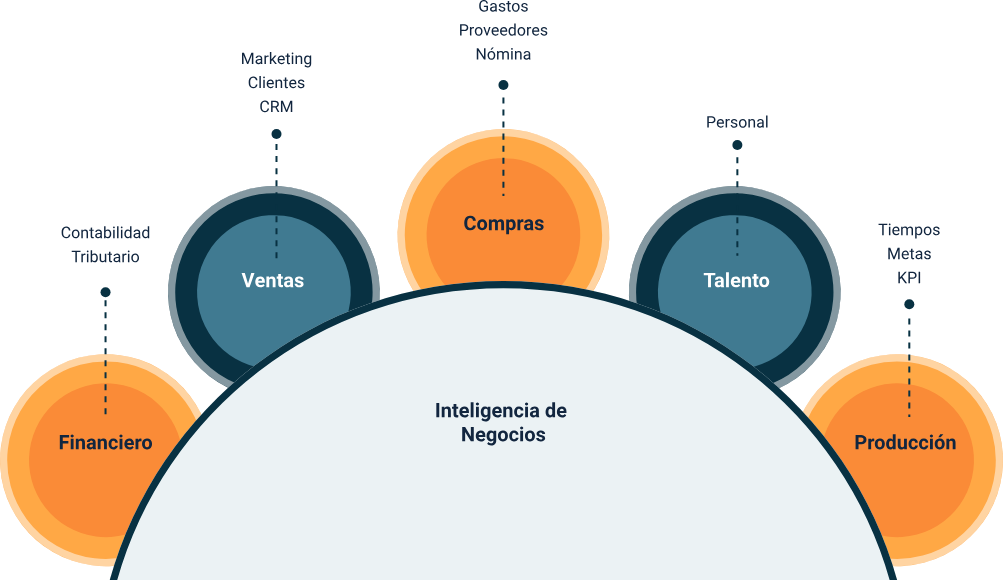 Gastos
Proveedores
Nómina
Marketing
Clientes
CRM
Personal
Contabilidad
Tributario
Tiempos
Metas
KPI
Compras
Ventas
Talento
Financiero
Producción
Inteligencia de
Negocios